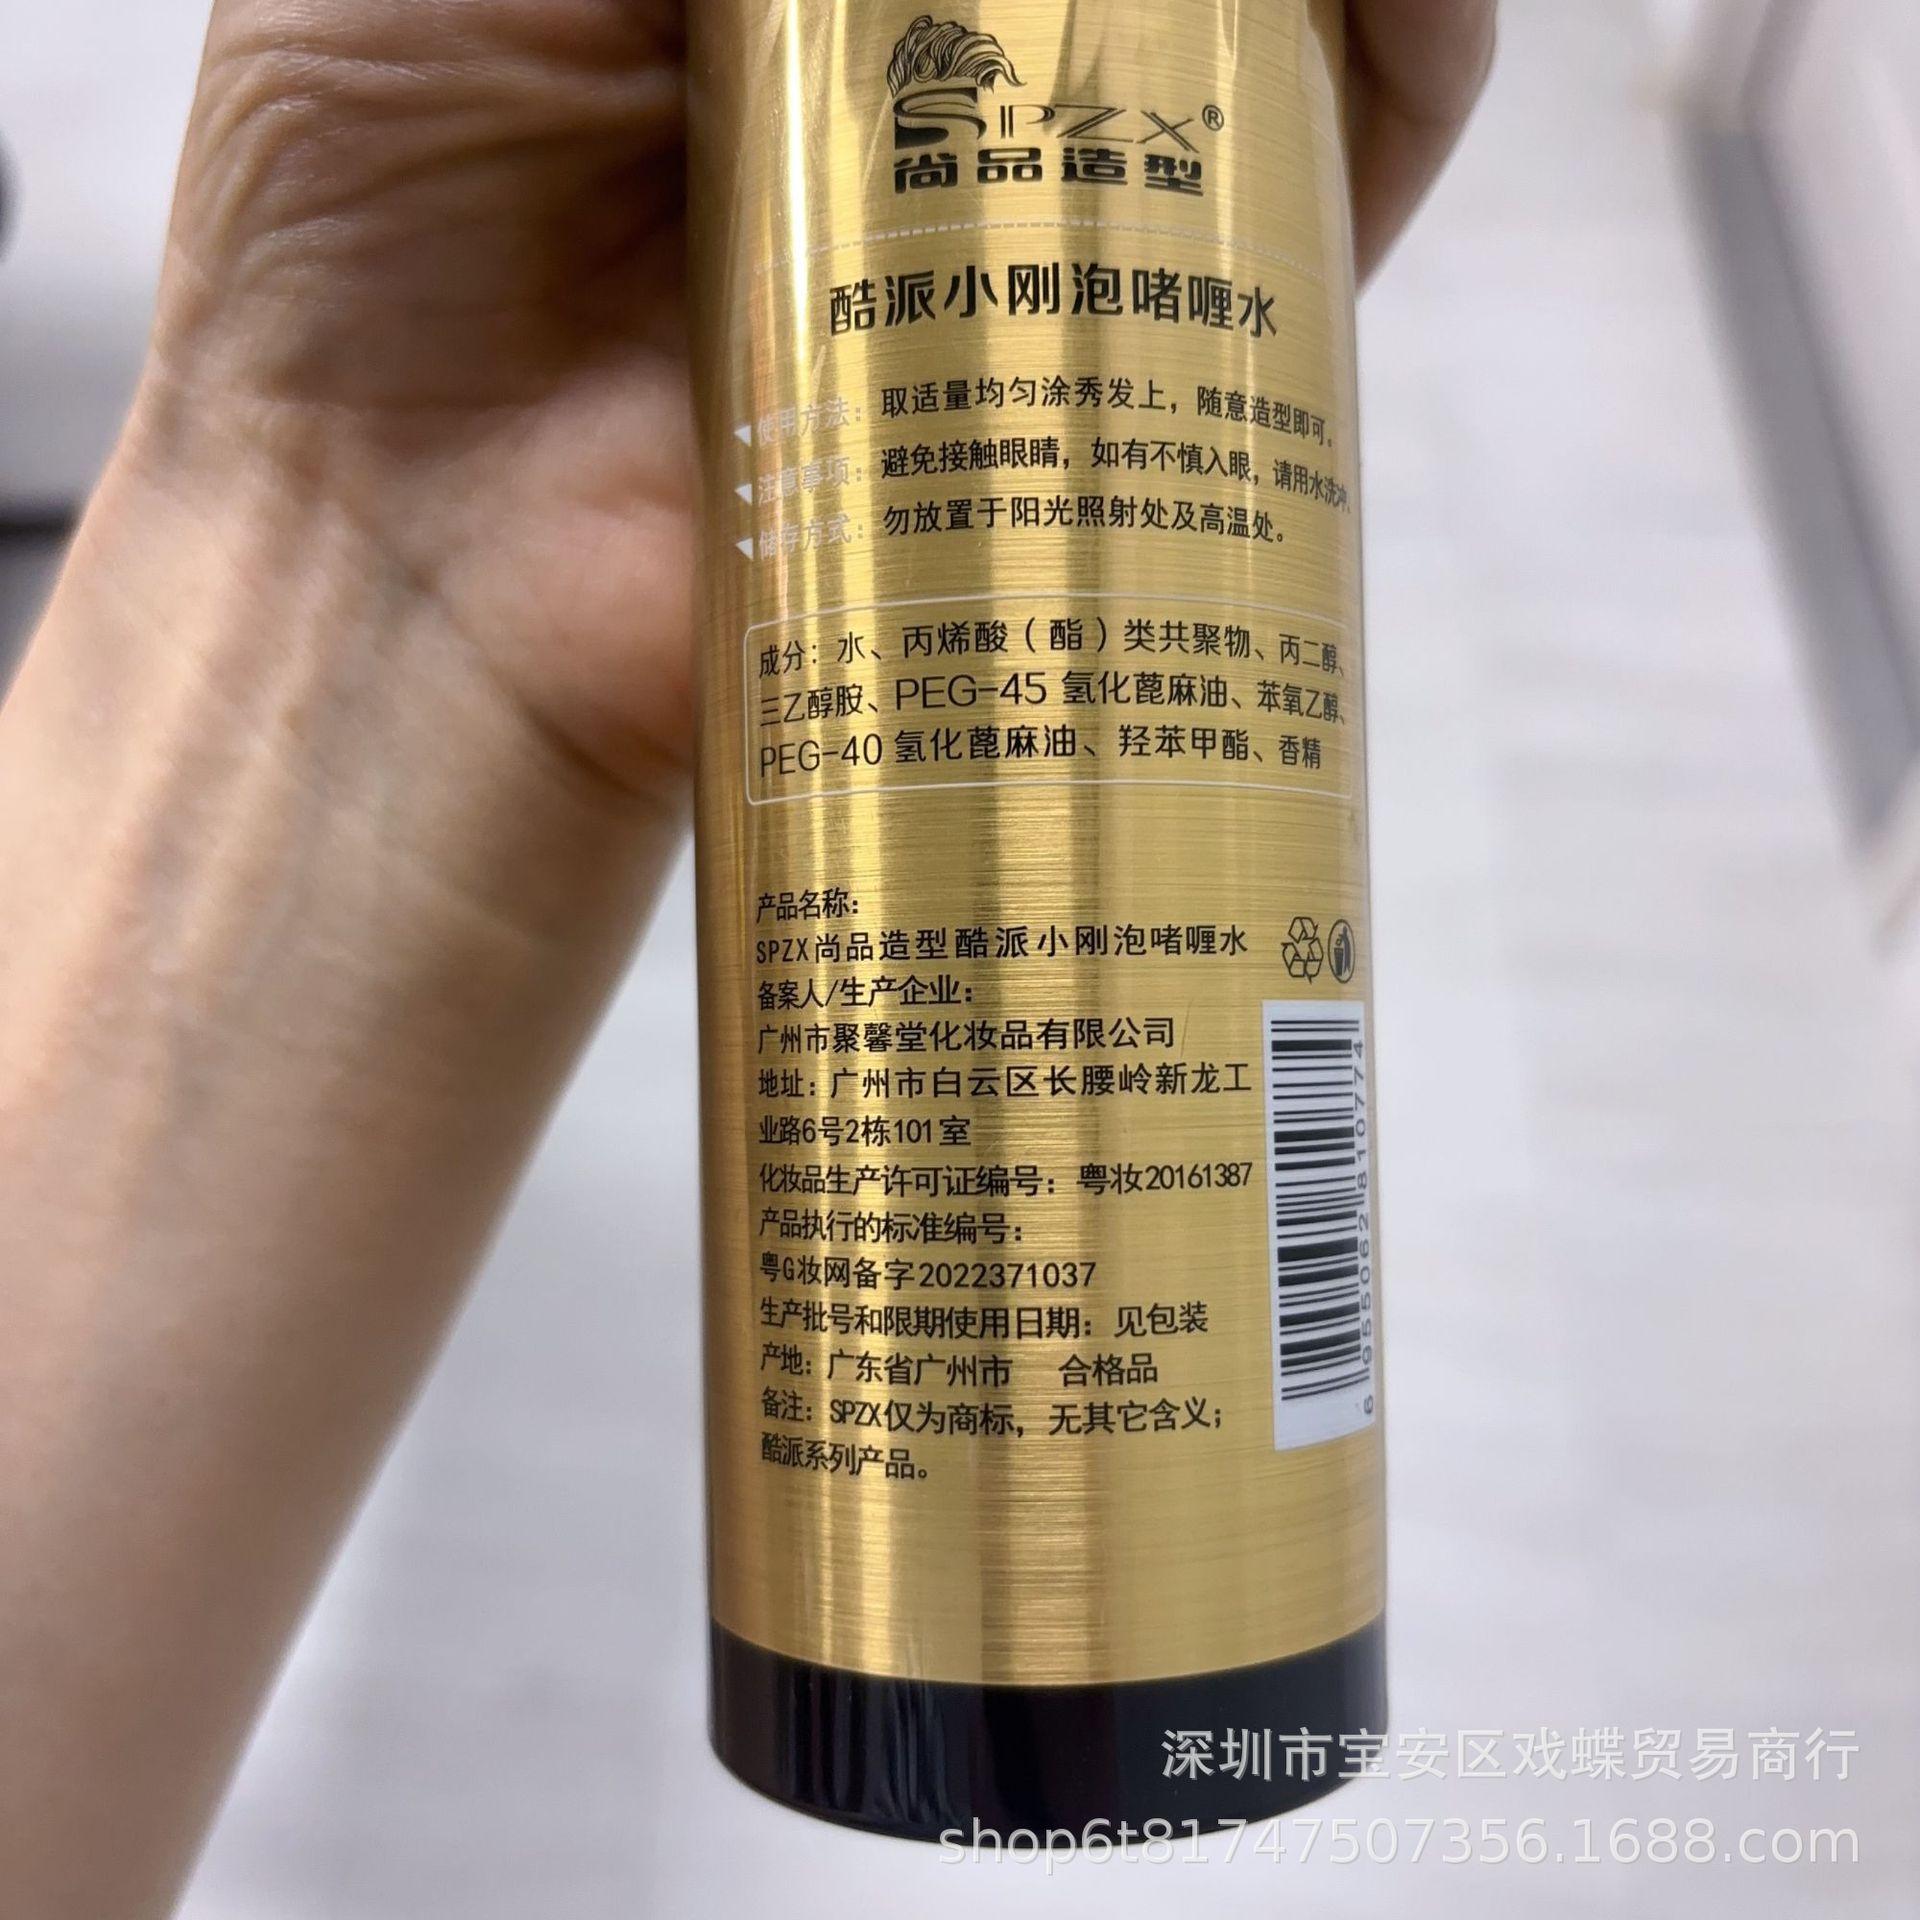 SPZX®
尚品造型
酷派小刚泡啫喱水
使用方法：取适量均匀涂秀发上，随意造型即可。
注意事项：避免接触眼睛，如有不慎入眼，请用水洗冲，
储存方式：勿放置于阳光照射处及高温处。
成分：水、丙烯酸（酯）类共聚物、丙二醇、
三乙醇胺、PEG-45 氢化蓖麻油、苯氧乙醇、
PEG-40 氢化蓖麻油、羟苯甲酯、香精
产品名称：
SPZX尚品造型酷派小刚泡啫喱水
备案人/生产企业：
广州市聚馨堂化妆品有限公司
地址：广州市白云区长腰岭新龙工
业路6号2栋101室
化妆品生产许可证编号：粤妆20161387
产品执行的标准编号：
粤G妆网备字2022371037
生产批号和限期使用日期：见包装
产地：广东省广州市 合格品
备注：SPZX仅为商标，无其它含义；
酷派系列产品。
6955062810774
深圳市宝安区戏蝶贸易商行
shop6t81747507356.1688.com